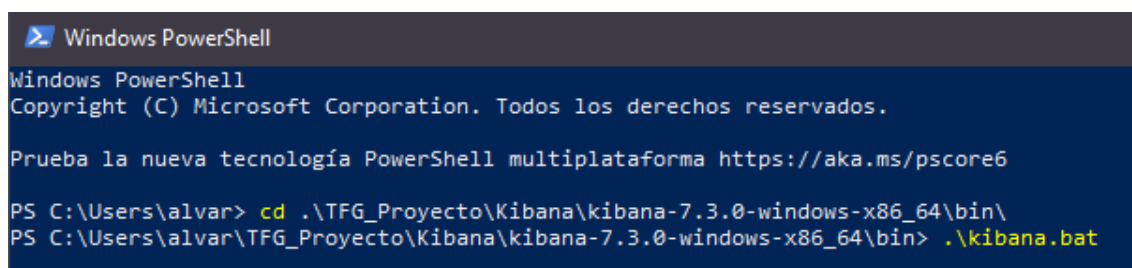 Windows PowerShell
Windows PowerShell
Copyright (C) Microsoft Corporation. Todos los derechos reservados.
Prueba la nueva tecnología PowerShell multiplataforma https://aka.ms/pscore6
PS C:\Users\alvar> cd .\TFG_Proyecto\Kibana\kibana-7.3.0-windows-x86_64\bin\
PS C:\Users\alvar\TFG_Proyecto\Kibana\kibana-7.3.0-windows-x86_64\bin> .\kibana.bat